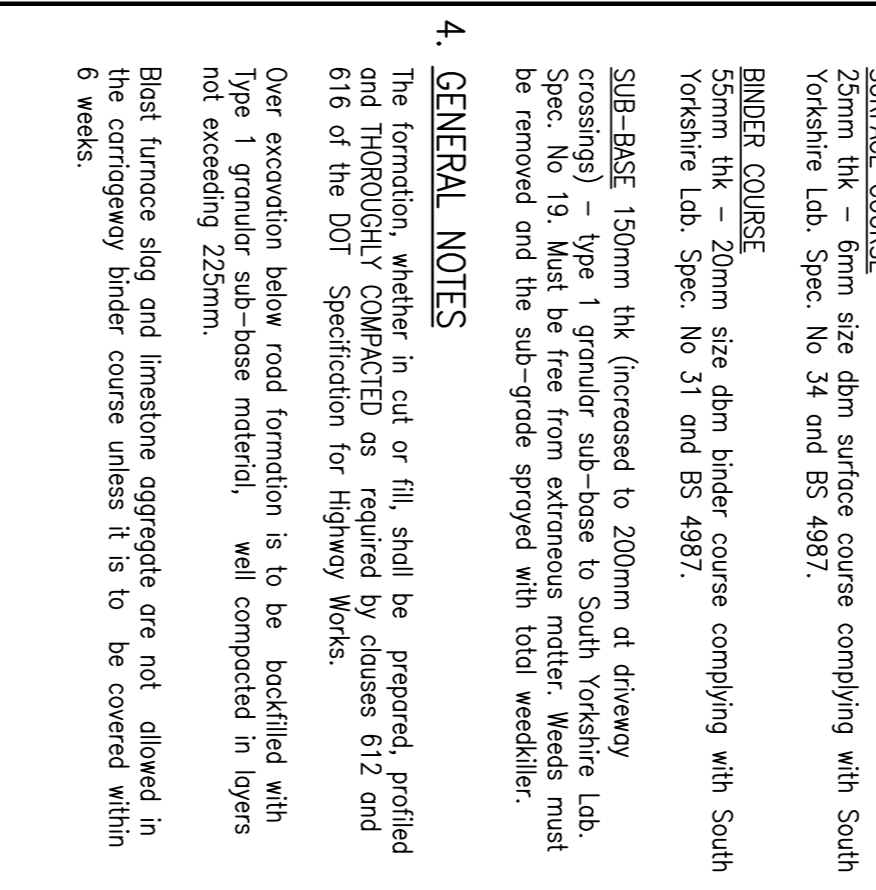 SURFACE COURSE
25mm thk - 6mm size dbm surface course complying with South
Yorkshire Lab. Spec. No 34 and BS 4987.
BINDER COURSE
55mm thk - 20mm size dbm binder course complying with South
Yorkshire Lab. Spec. No 31 and BS 4987.
SUB-BASE 150mm thk (increased to 200mm at driveway
crossings) - type 1 granular sub-base to South Yorkshire Lab.
Spec. No 19. Must be free from extraneous matter. Weeds must
be removed and the sub-grade sprayed with total weedkiller.
4. GENERAL NOTES
The formation, whether in cut or fill, shall be prepared, profiled
and THOROUGHLY COMPACTED as required by clauses 612 and
616 of the DOT Specification for Highway Works.
Over excavation below road formation is to be backfilled with
Type 1 granular sub-base material, well compacted in layers
not exceeding 225mm.
Blast furnace slag and limestone aggregate are not allowed in
the carriageway binder course unless it is to be covered within
6 weeks.